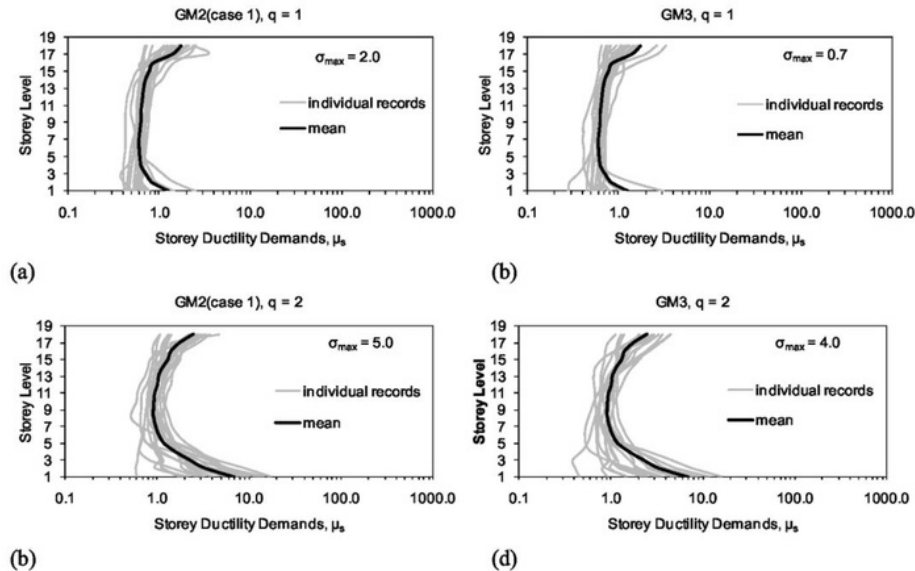 GM2(case 1), q = 1
19
17
15
13
11
9
7
5
3
1
Storey Level
σmax = 2.0
individual records
mean
0.1 1.0 10.0 100.0 1000.0
Storey Ductility Demands, μs
(a)
GM3, q = 1
19
17
15
13
11
9
7
5
3
1
Storey Level
σmax = 0.7
individual records
mean
0.1 1.0 10.0 100.0 1000.0
Storey Ductility Demands, μs
(b)
GM2(case 1), q = 2
19
17
15
13
11
9
7
5
3
1
Storey Level
σmax = 5.0
individual records
mean
0.1 1.0 10.0 100.0 1000.0
Storey Ductility Demands, μs
(b)
GM3, q = 2
19
17
15
13
11
9
7
5
3
1
Storey Level
σmax = 4.0
individual records
mean
0.1 1.0 10.0 100.0 1000.0
Storey Ductility Demands, μs
(d)